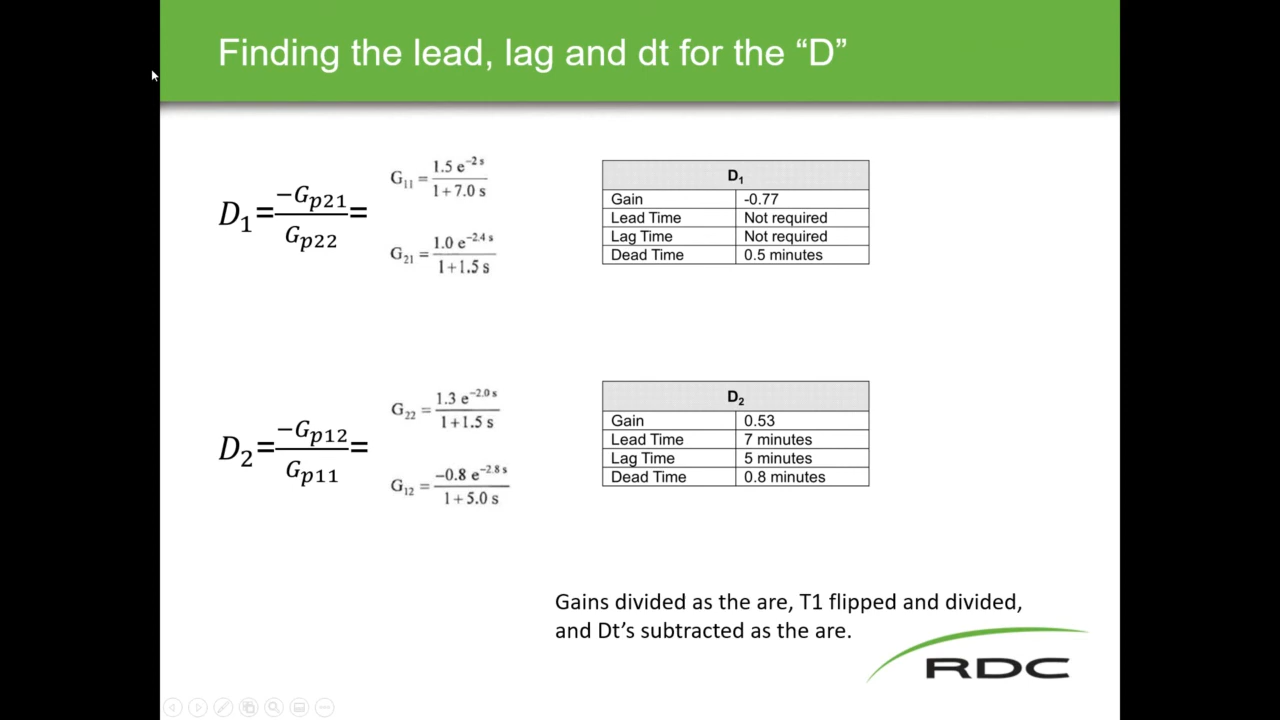 Finding the lead, lag and dt for the “D”
D₁=−Gₚ₂₁/Gₚ₂₂=
G₁₁ = 1.5 e^−2s / 1+7.0 s
G₂₁ = 1.0 e^−2.4s / 1+1.5 s
D₁
Gain -0.77
Lead Time Not required
Lag Time Not required
Dead Time 0.5 minutes
D₂=−Gₚ₁₂/Gₚ₁₁=
G₂₂ = 1.3 e^−2.0s / 1+1.5 s
G₁₂ = −0.8 e^−2.8s / 1+5.0 s
D₂
Gain 0.53
Lead Time 7 minutes
Lag Time 5 minutes
Dead Time 0.8 minutes
Gains divided as the are, T1 flipped and divided,
and Dt’s subtracted as the are.
RDC